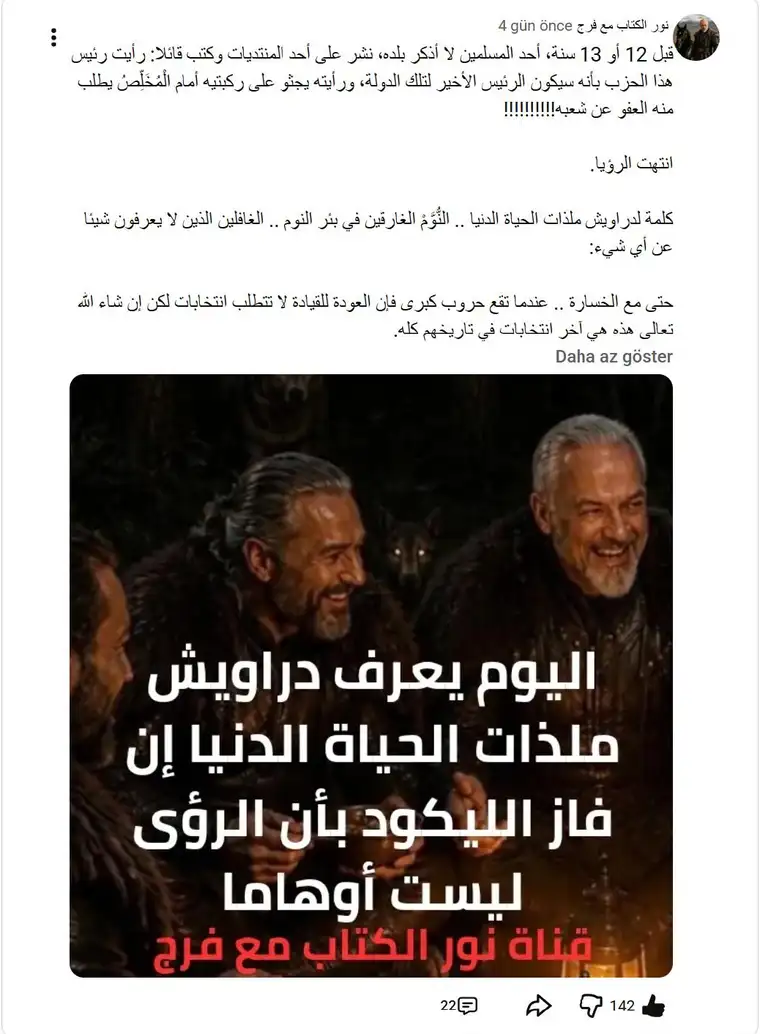 نور الكتاب مع فرج 4 gün önce
قبل 12 أو 13 سنة، أحد المسلمين لا أذكر بلده، نشر على أحد المنتديات وكتب قائلا: رأيت رئيس
هذا الحزب بأنه سيكون الرئيس الأخير لتلك الدولة، ورأيته يجثو على ركبتيه أمام الْمُخَلِّصُ يطلب
منه العفو عن شعبه!!!!!!!!!!
انتهت الرؤيا.
كلمة لدراويش ملذات الحياة الدنيا .. النُّوَّمْ الغارقين في بئر النوم .. الغافلين الذين لا يعرفون شيئا
عن أي شيء:
حتى مع الخسارة .. عندما تقع حروب كبرى فإن العودة للقيادة لا تتطلب انتخابات لكن إن شاء الله
تعالى هذه هي آخر انتخابات في تاريخهم كله.
Daha az göster
اليوم يعرف دراويش
ملذات الحياة الدنيا إن
فاز الليكود بأن الرؤى
ليست أوهاما
قناة نور الكتاب مع فرج
142
22